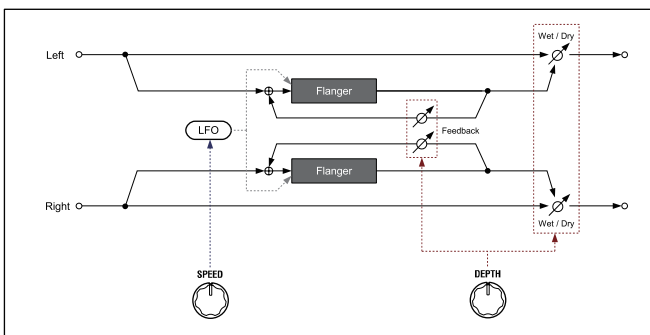 Wet / Dry
Left
Flanger
LFO
Feedback
Flanger
Right
Wet / Dry
SPEED
DEPTH